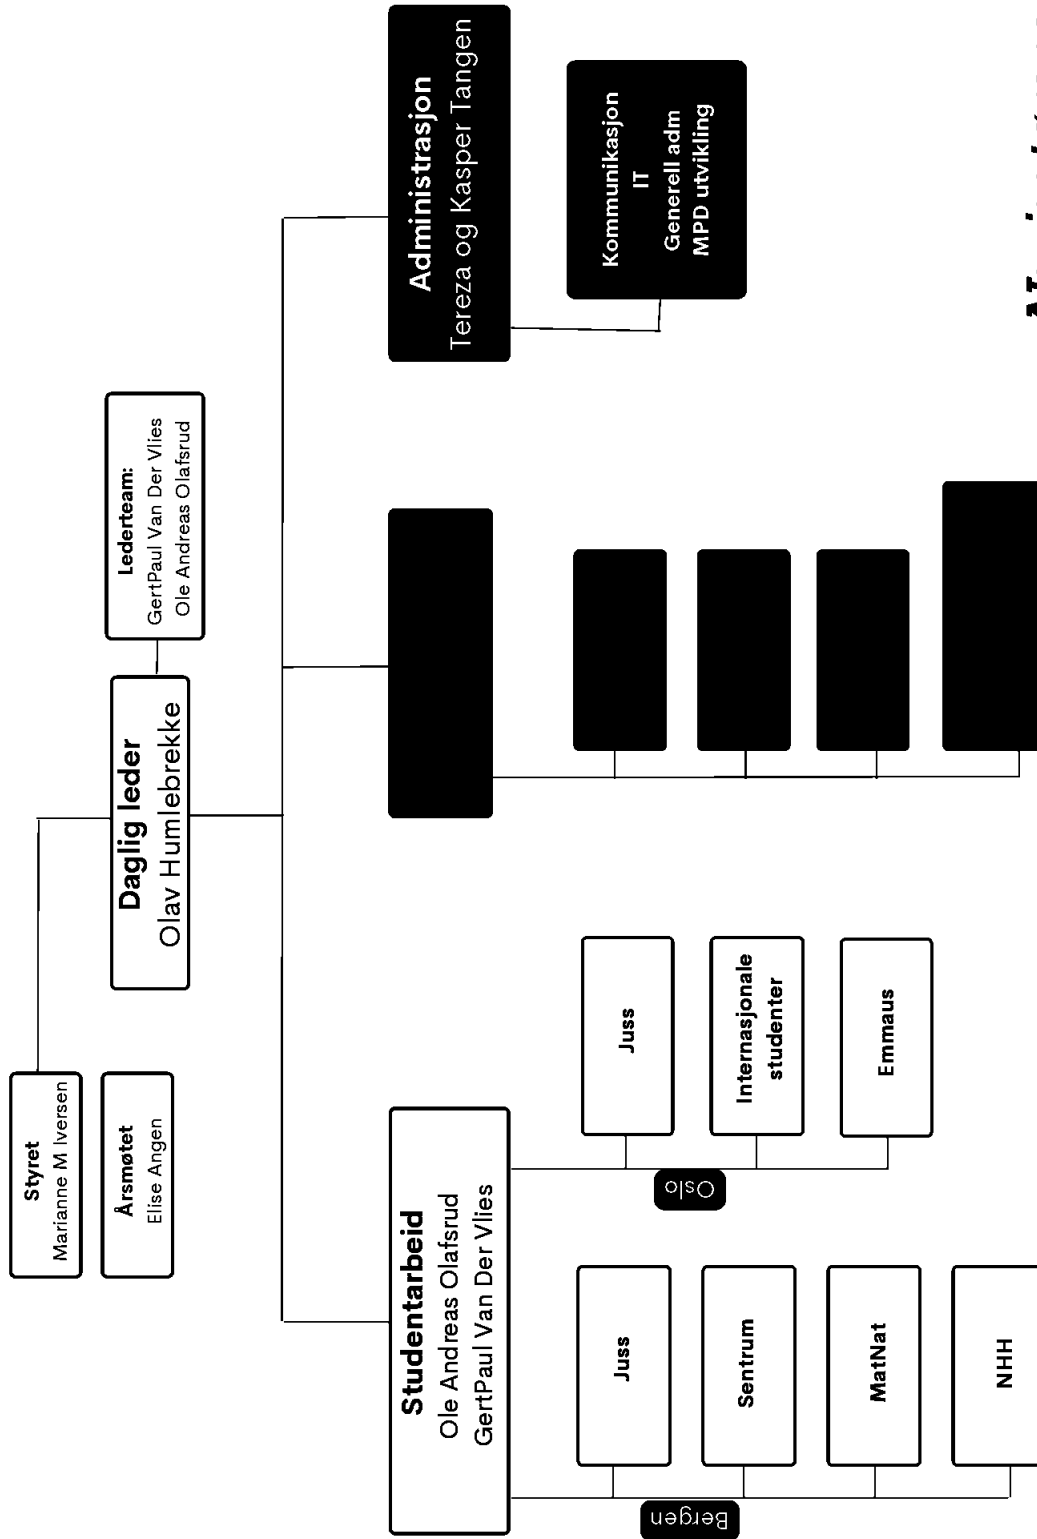 Styret
Marianne M Iversen
Årsmøtet
Elise Angen
Daglig leder
Olav Humlebrekke
Lederteam:
GertPaul Van Der Vlies
Ole Andreas Olafsrud
Studentarbeid
Ole Andreas Olafsrud
GertPaul Van Der Vlies
Bergen
Juss
Sentrum
MatNat
NHH
Oslo
Juss
Internasjonale
studenter
Emmaus
Administrasjon
Tereza og Kasper Tangen
Kommunikasjon
IT
Generell adm
MPD utvikling